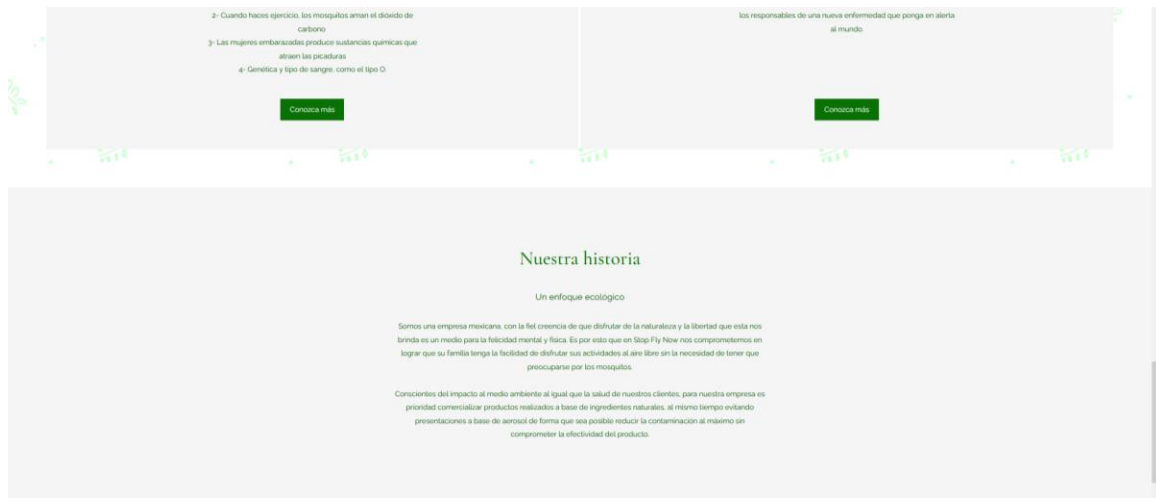 2- Cuando haces ejercicio, los mosquitos aman el dióxido de
carbono
3- Las mujeres embarazadas produce sustancias químicas que
atraen las picaduras
4- Genética y tipo de sangre, como el tipo O.
Conozca más
los responsables de una nueva enfermedad que ponga en alerta
al mundo.
Conozca más
Nuestra historia
Un enfoque ecológico
Somos una empresa mexicana, con la fiel creencia de que disfrutar de la naturaleza y la libertad que esta nos
brinda es un medio para la felicidad mental y física. Es por esto que en Stop Fly Now nos comprometemos en
lograr que su familia tenga la facilidad de disfrutar sus actividades al aire libre sin la necesidad de tener que
preocuparse por los mosquitos.
Conscientes del impacto al medio ambiente al igual que la salud de nuestros clientes, para nuestra empresa es
prioridad comercializar productos realizados a base de ingredientes naturales, al mismo tiempo evitando
presentaciones a base de aerosol de forma que sea posible reducir la contaminación al máximo sin
comprometer la efectividad del producto.